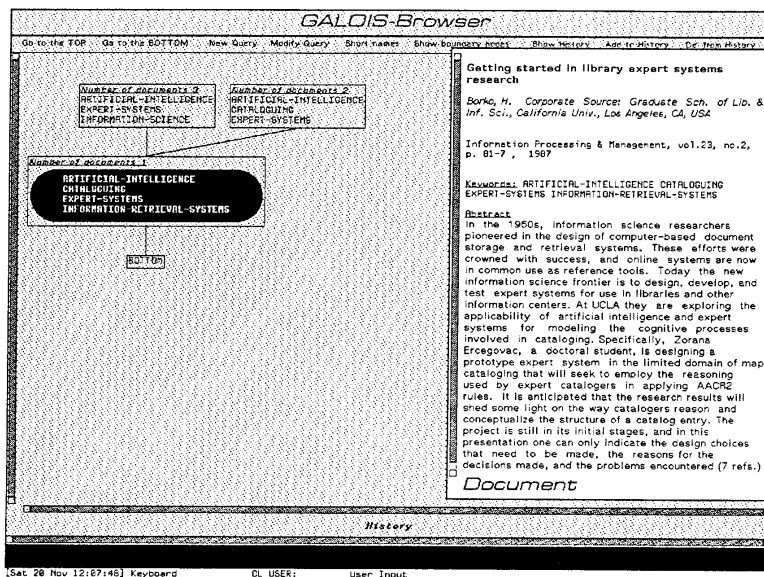 GALOIS-Browser
Go to the TOP Go to the BOTTOM New Query Modify Query Short names Show boundary nodes Show History Add to History Del from History
Number of documents 3
ARTIFICIAL-INTELLIGENCE
EXPERT-SYSTEMS
INFORMATION-SCIENCE
Number of documents 2
ARTIFICIAL-INTELLIGENCE
CATALOGUING
EXPERT-SYSTEMS
Number of documents 1
ARTIFICIAL-INTELLIGENCE
CATALOGUING
EXPERT-SYSTEMS
INFORMATION-RETRIEVAL-SYSTEMS
BOTTOM
Getting started in library expert systems
research
Borko, H. Corporate Source: Graduate Sch. of Lib. &
Inf. Sci., California Univ., Los Angeles, CA, USA
Information Processing & Management, vol.23, no.2,
p. 81-7 , 1987
Keywords: ARTIFICIAL-INTELLIGENCE CATALOGUING
EXPERT-SYSTEMS INFORMATION-RETRIEVAL-SYSTEMS
Abstract
In the 1950s, information science researchers
pioneered in the design of computer-based document
storage and retrieval systems. These efforts were
crowned with success, and online systems are now
in common use as reference tools. Today the new
information science frontier is to design, develop, and
test expert systems for use in libraries and other
information centers. At UCLA they are exploring the
applicability of artificial intelligence and expert
systems for modeling the cognitive processes
involved in cataloging. Specifically, Zorana
Ercegovac, a doctoral student, is designing a
prototype expert system in the limited domain of map
cataloging that will seek to employ the reasoning
used by expert catalogers in applying AACR2
rules. It is anticipated that the research results will
shed some light on the way catalogers reason and
conceptualize the structure of a catalog entry. The
project is still in its initial stages, and in this
presentation one can only indicate the design choices
that need to be made, the reasons for the
decisions made, and the problems encountered (7 refs.)
Document
History
[Sat 20 Nov 12:07:46] Keyboard CL USER: User Input